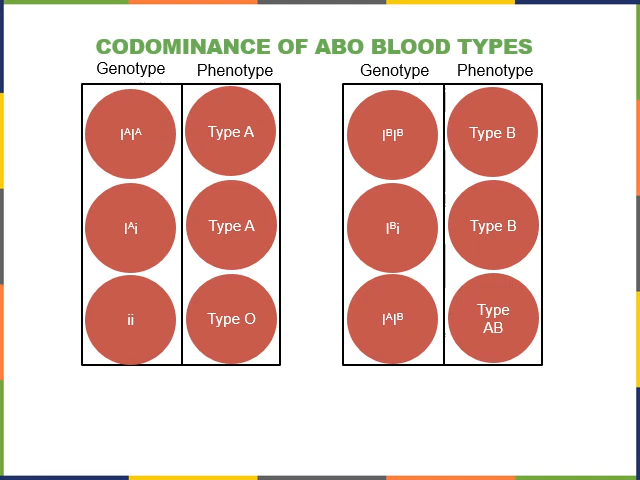 CODOMINANCE OF ABO BLOOD TYPES
Genotype Phenotype
IᴬIᴬ Type A
Iᴬi Type A
ii Type O
Genotype Phenotype
IᴮIᴮ Type B
Iᴮi Type B
IᴬIᴮ Type
AB